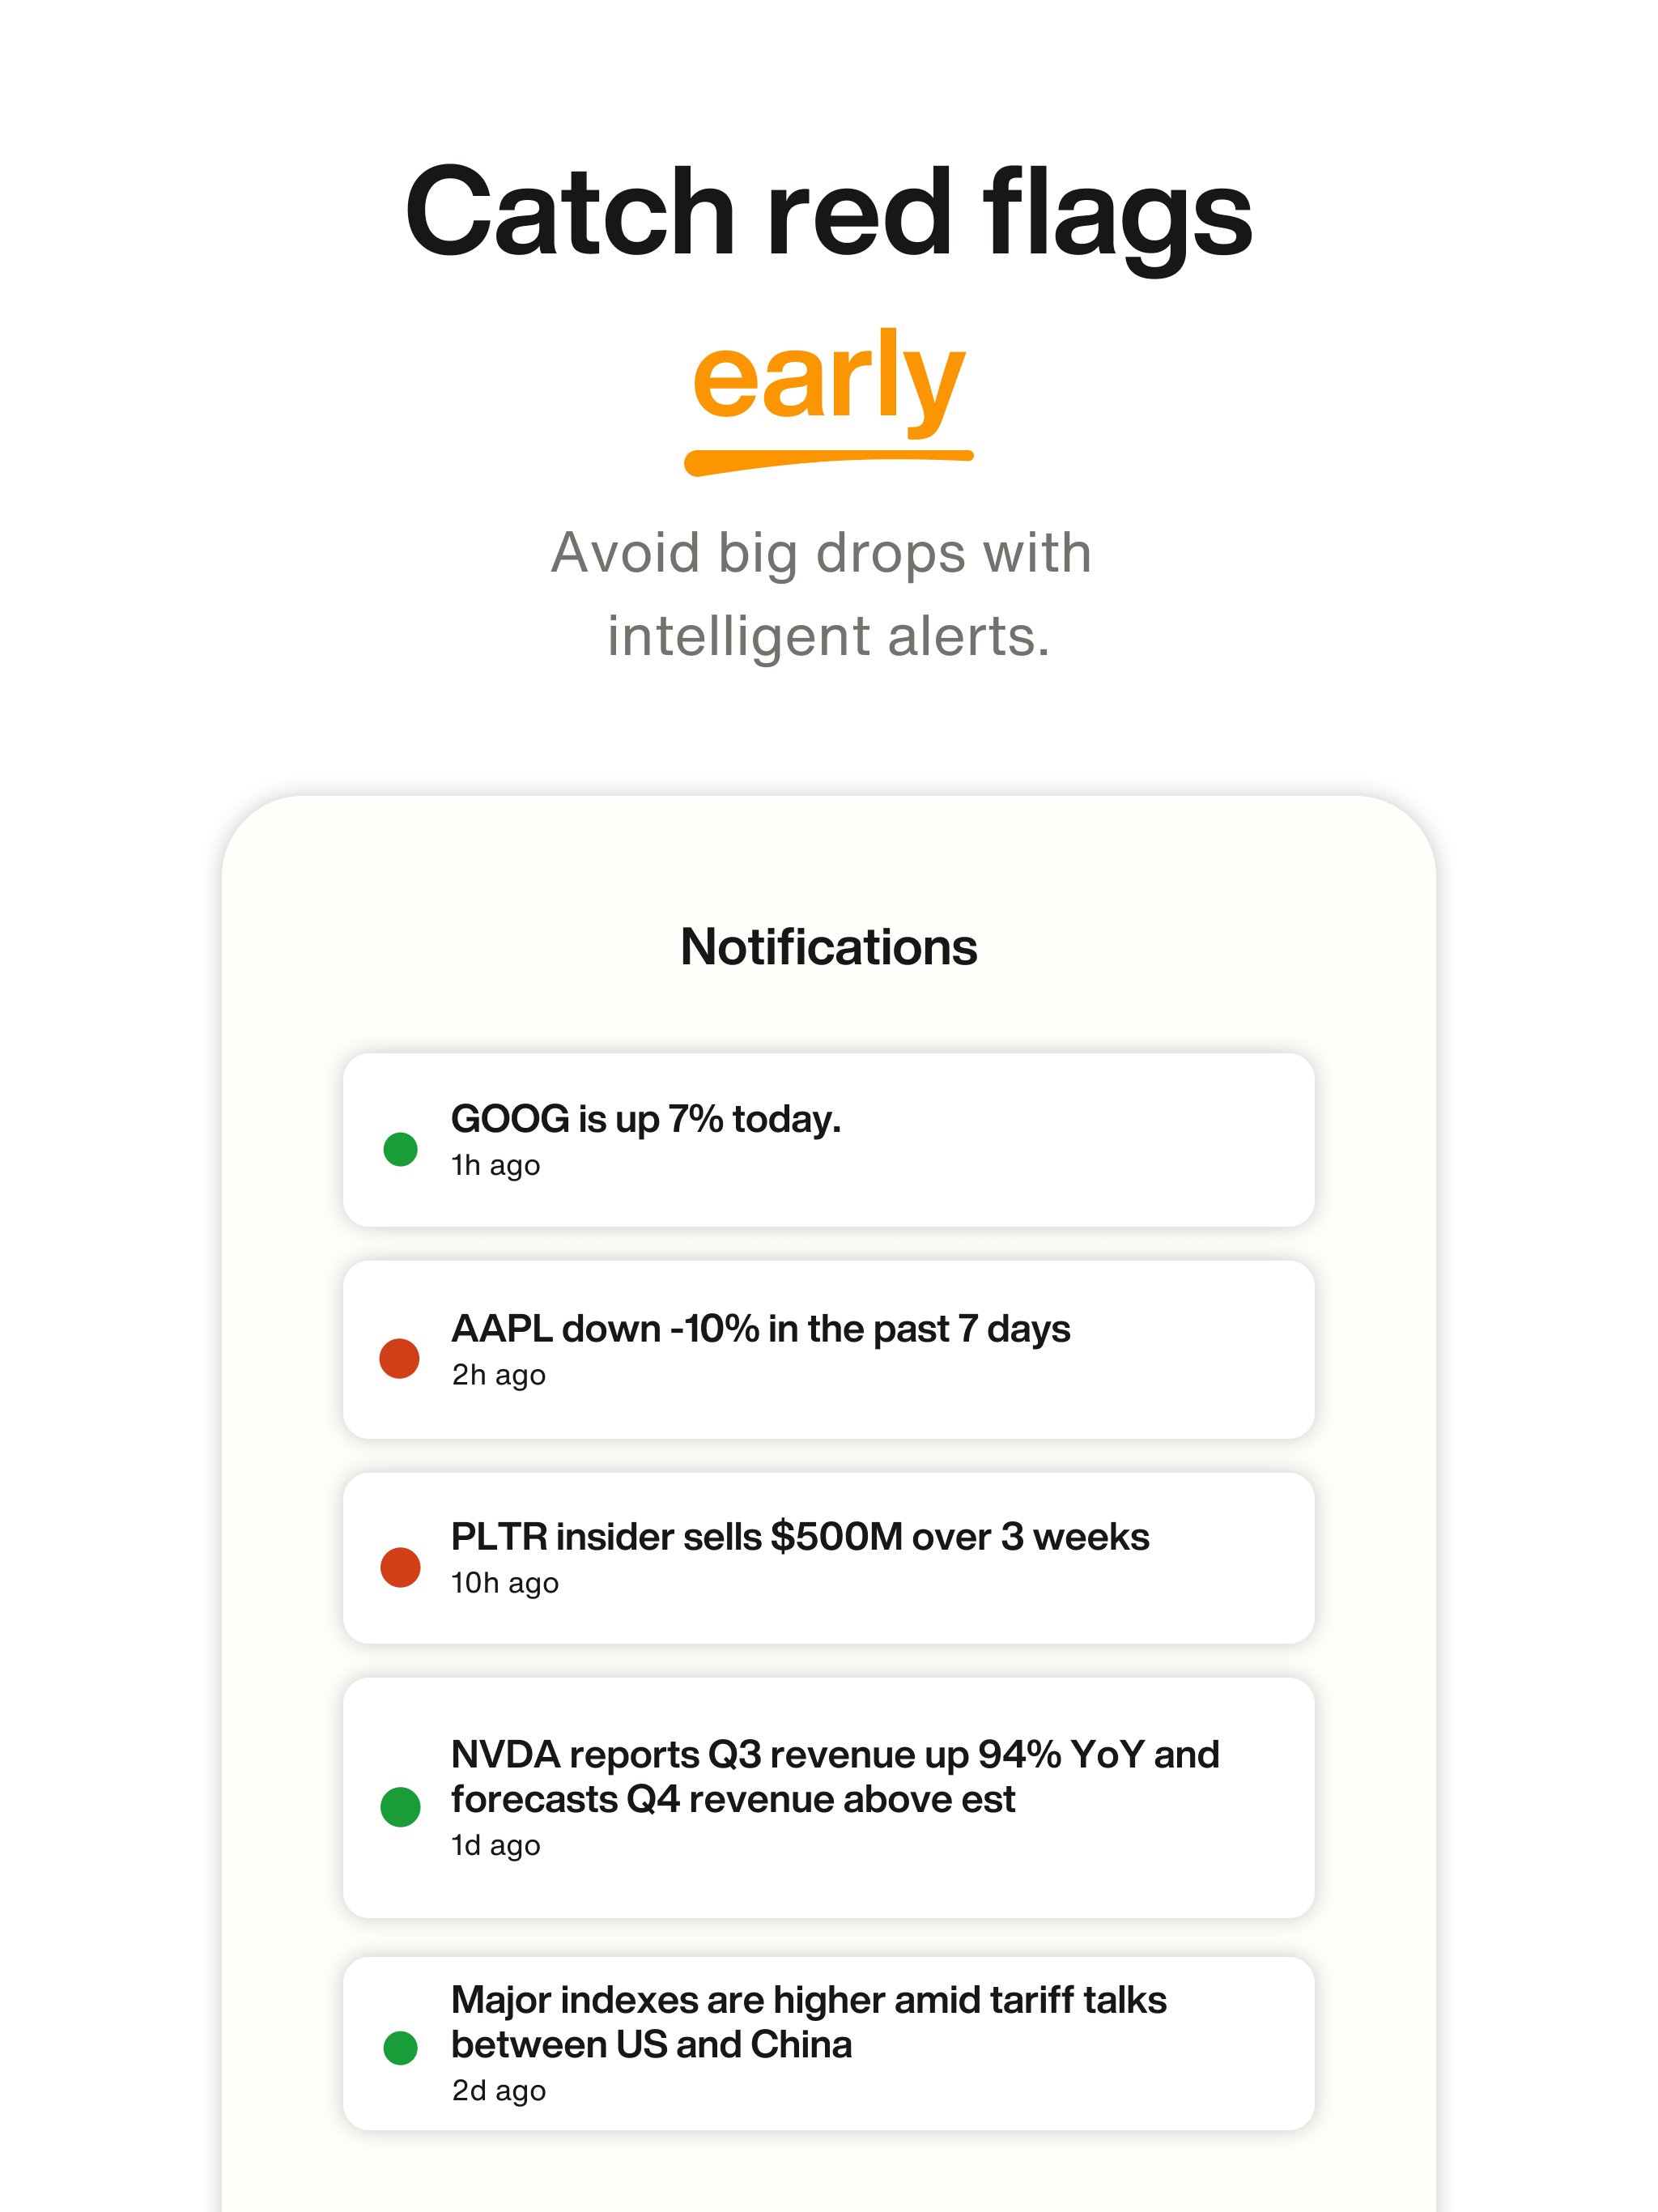 Catch red flags
early
Avoid big drops with
intelligent alerts.
Notifications
GOOG is up 7% today.
1h ago
AAPL down -10% in the past 7 days
2h ago
PLTR insider sells $500M over 3 weeks
10h ago
NVDA reports Q3 revenue up 94% YoY and
forecasts Q4 revenue above est
1d ago
Major indexes are higher amid tariff talks
between US and China
2d ago